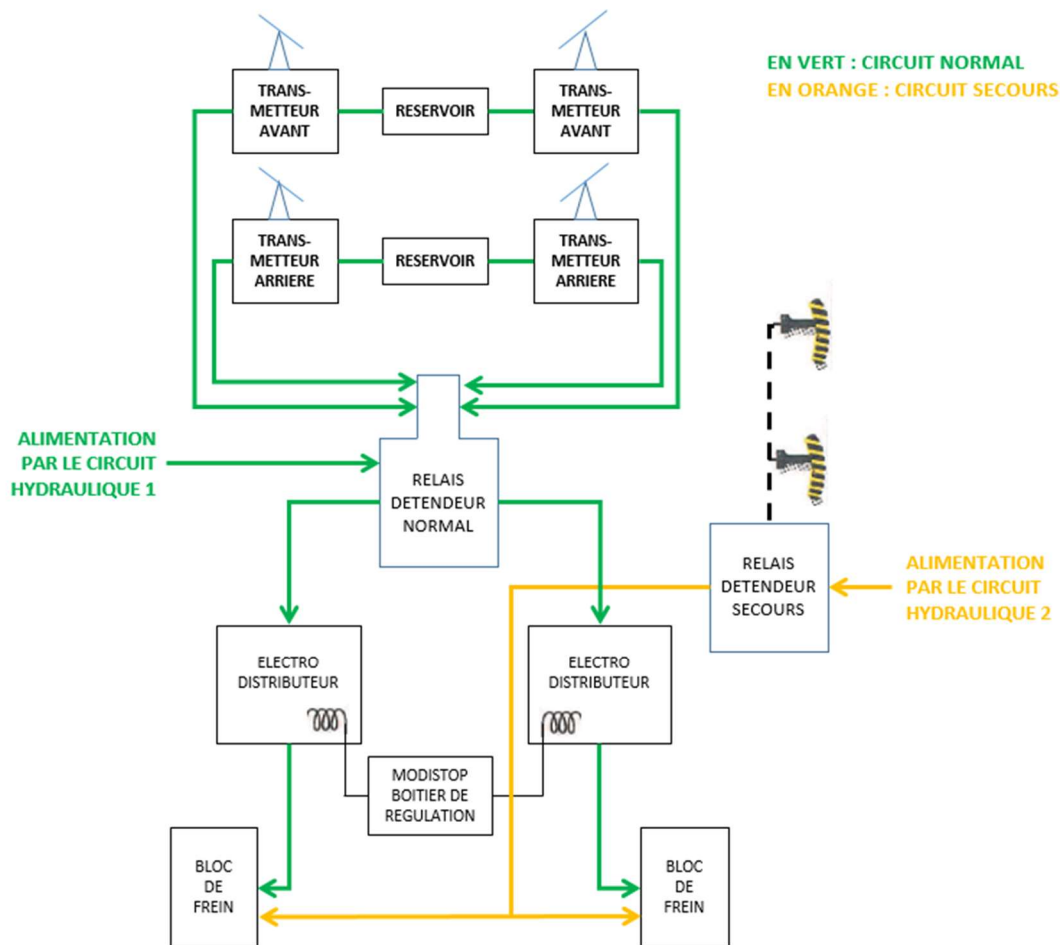 EN VERT : CIRCUIT NORMAL
EN ORANGE : CIRCUIT SECOURS
TRANS-
METTEUR
AVANT
RESERVOIR
TRANS-
METTEUR
AVANT
TRANS-
METTEUR
ARRIERE
RESERVOIR
TRANS-
METTEUR
ARRIERE
ALIMENTATION
PAR LE CIRCUIT
HYDRAULIQUE 1
RELAIS
DETENDEUR
NORMAL
RELAIS
DETENDEUR
SECOURS
ALIMENTATION
PAR LE CIRCUIT
HYDRAULIQUE 2
ELECTRO
DISTRIBUTEUR
ELECTRO
DISTRIBUTEUR
MODISTOP
BOITIER DE
REGULATION
BLOC
DE
FREIN
BLOC
DE
FREIN